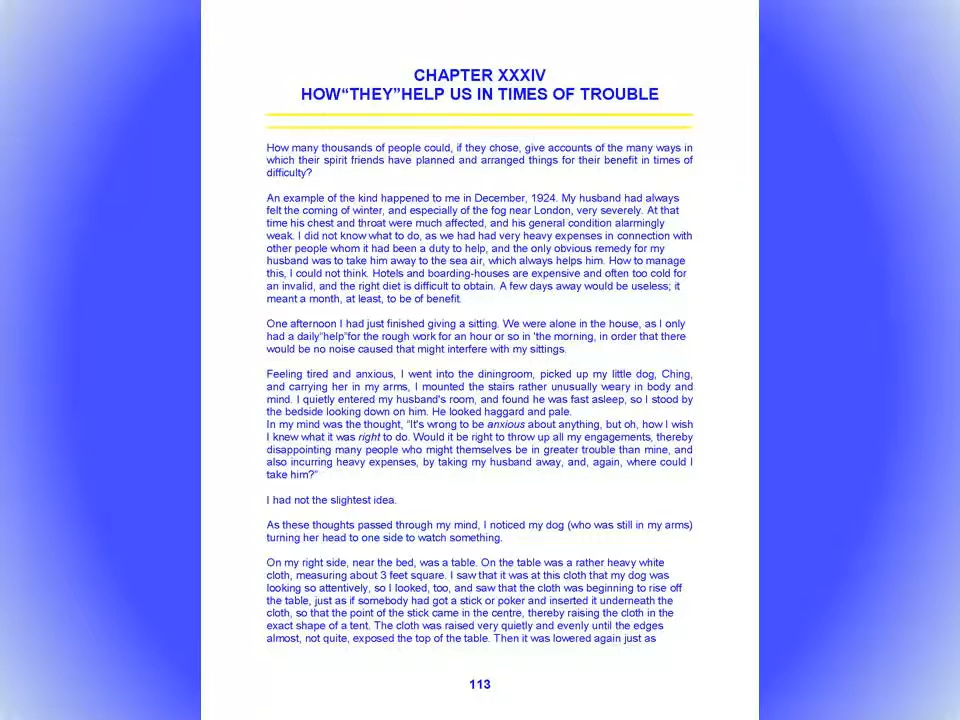 CHAPTER XXXIV
HOW“THEY”HELP US IN TIMES OF TROUBLE
How many thousands of people could, if they chose, give accounts of the many ways in
which their spirit friends have planned and arranged things for their benefit in times of
difficulty?
An example of the kind happened to me in December, 1924. My husband had always
felt the coming of winter, and especially of the fog near London, very severely. At that
time his chest and throat were much affected, and his general condition alarmingly
weak. I did not know what to do, as we had had very heavy expenses in connection with
other people whom it had been a duty to help, and the only obvious remedy for my
husband was to take him away to the sea air, which always helps him. How to manage
this, I could not think. Hotels and boarding-houses are expensive and often too cold for
an invalid, and the right diet is difficult to obtain. A few days away would be useless; it
meant a month, at least, to be of benefit.
One afternoon I had just finished giving a sitting. We were alone in the house, as I only
had a daily“help”for the rough work for an hour or so in 'the morning, in order that there
would be no noise caused that might interfere with my sittings.
Feeling tired and anxious, I went into the diningroom, picked up my little dog, Ching,
and carrying her in my arms, I mounted the stairs rather unusually weary in body and
mind. I quietly entered my husband's room, and found he was fast asleep, so I stood by
the bedside looking down on him. He looked haggard and pale.
In my mind was the thought, “It's wrong to be anxious about anything, but oh, how I wish
I knew what it was right to do. Would it be right to throw up all my engagements, thereby
disappointing many people who might themselves be in greater trouble than mine, and
also incurring heavy expenses, by taking my husband away, and, again, where could I
take him?”
I had not the slightest idea.
As these thoughts passed through my mind, I noticed my dog (who was still in my arms)
turning her head to one side to watch something.
On my right side, near the bed, was a table. On the table was a rather heavy white
cloth, measuring about 3 feet square. I saw that it was at this cloth that my dog was
looking so attentively, so I looked, too, and saw that the cloth was beginning to rise off
the table, just as if somebody had got a stick or poker and inserted it underneath the
cloth, so that the point of the stick came in the centre, thereby raising the cloth in the
exact shape of a tent. The cloth was raised very quietly and evenly until the edges
almost, not quite, exposed the top of the table. Then it was lowered again just as
113